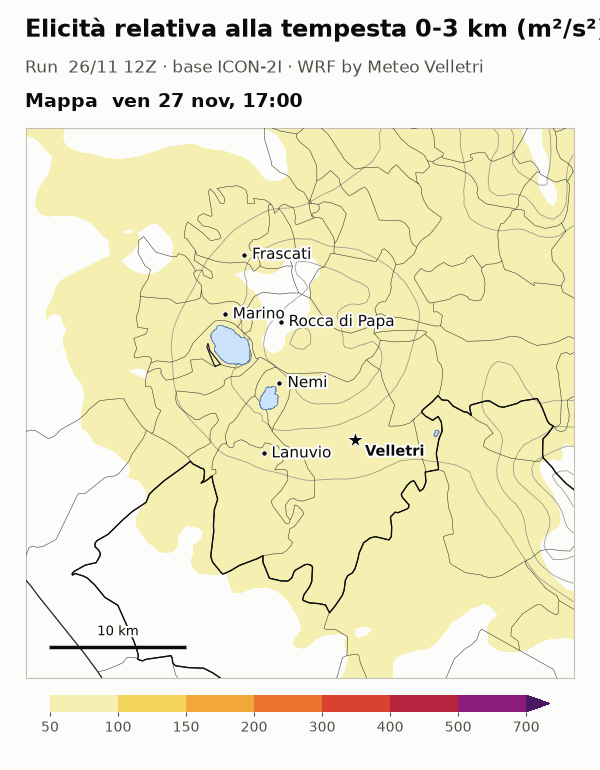 Elicità relativa alla tempesta 0-3 km (m²/s²)
Run 26/11 12Z · base ICON-2I · WRF by Meteo Velletri
Mappa ven 27 nov, 17:00
Frascati
Marino
Rocca di Papa
Nemi
Velletri
Lanuvio
10 km
50 100 150 200 300 400 500 700